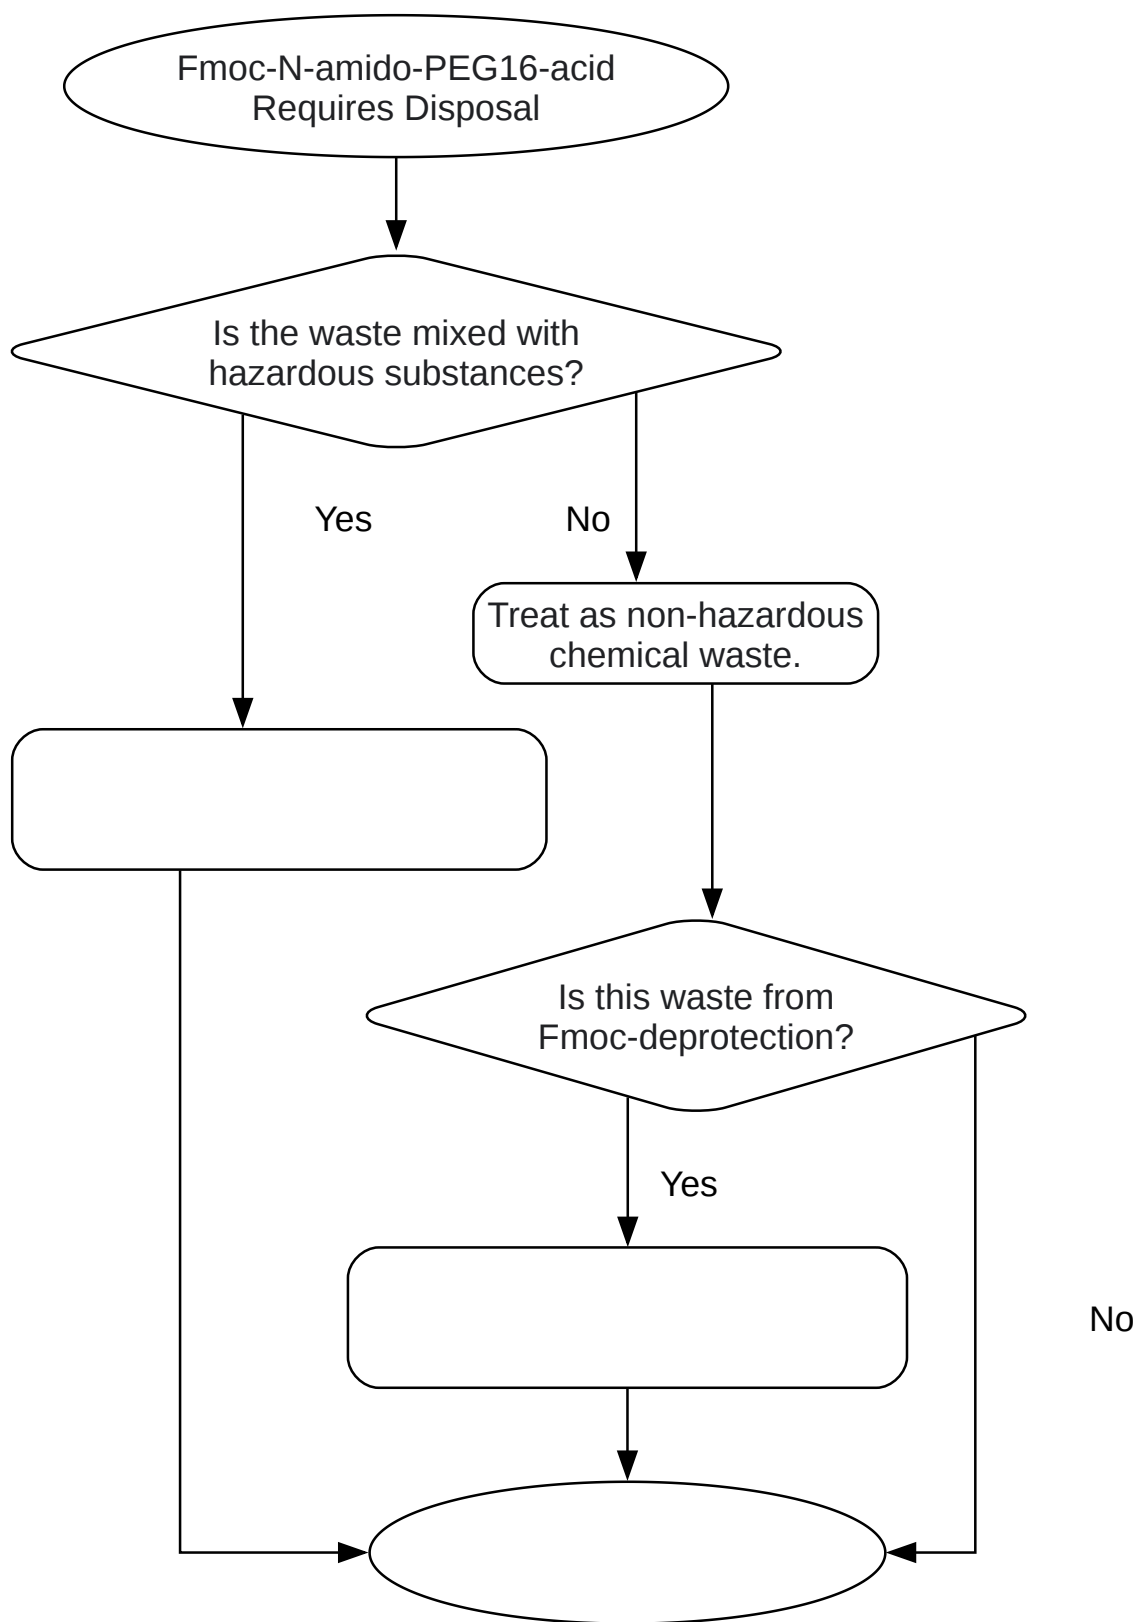 Fmoc-N-amido-PEG16-acid
Requires Disposal
Is the waste mixed with
hazardous substances?
Yes
No
Treat as non-hazardous
chemical waste.
Is this waste from
Fmoc-deprotection?
Yes
No